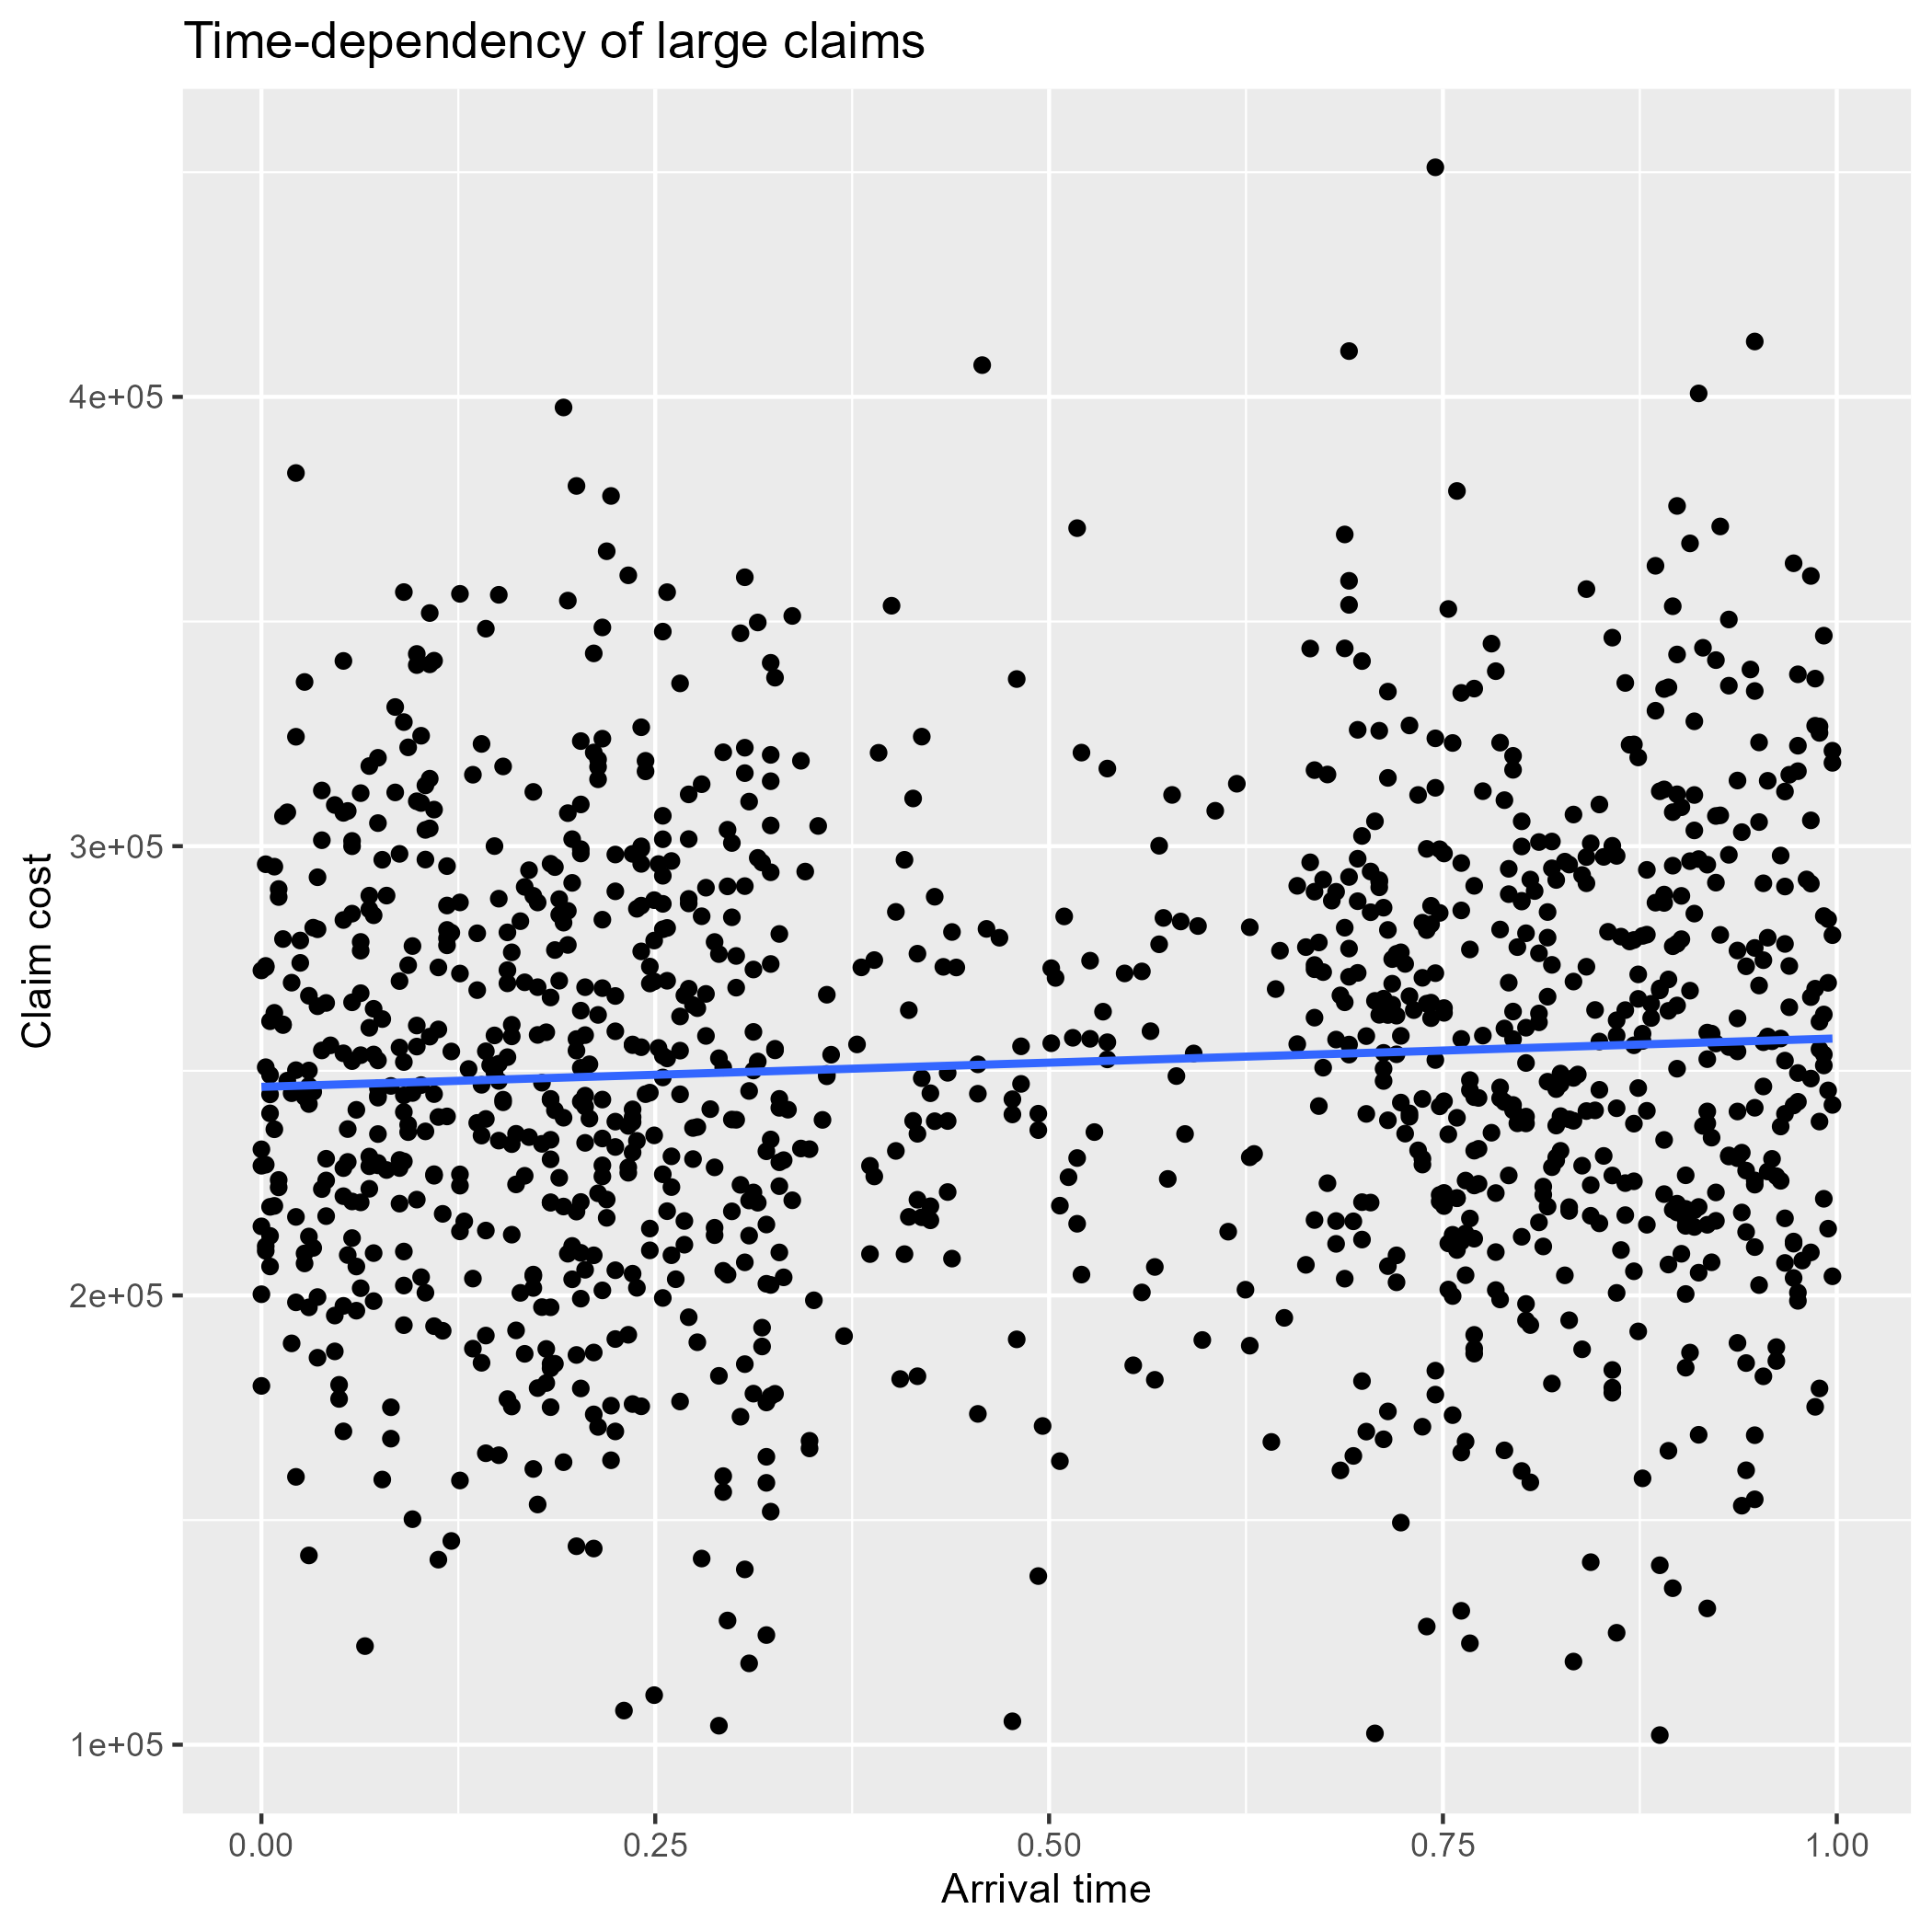 Time-dependency of large claims
Claim cost
4e+05
3e+05
2e+05
1e+05
0.00 0.25 0.50 0.75 1.00
Arrival time